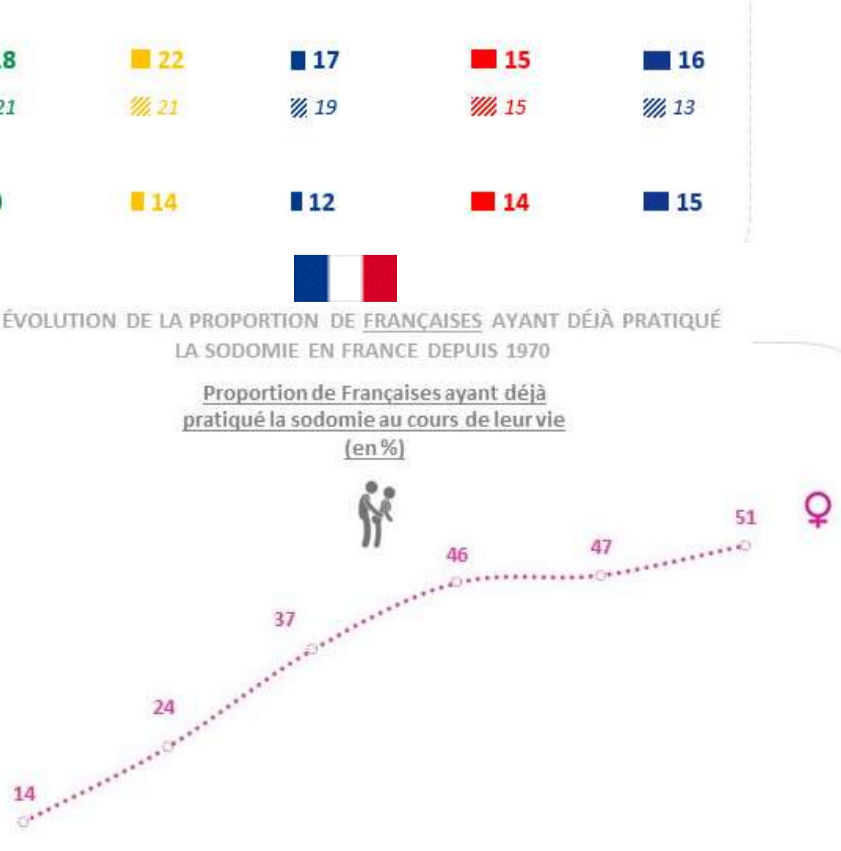 22 17 15 16
21 19 15 13
14 12 14 15
ÉVOLUTION DE LA PROPORTION DE FRANÇAISES AYANT DÉJÀ PRATIQUÉ
LA SODOMIE EN FRANCE DEPUIS 1970
Proportion de Françaises ayant déjà
pratiqué la sodomie au cours de leur vie
(en %)
51
47
46
37
24
14